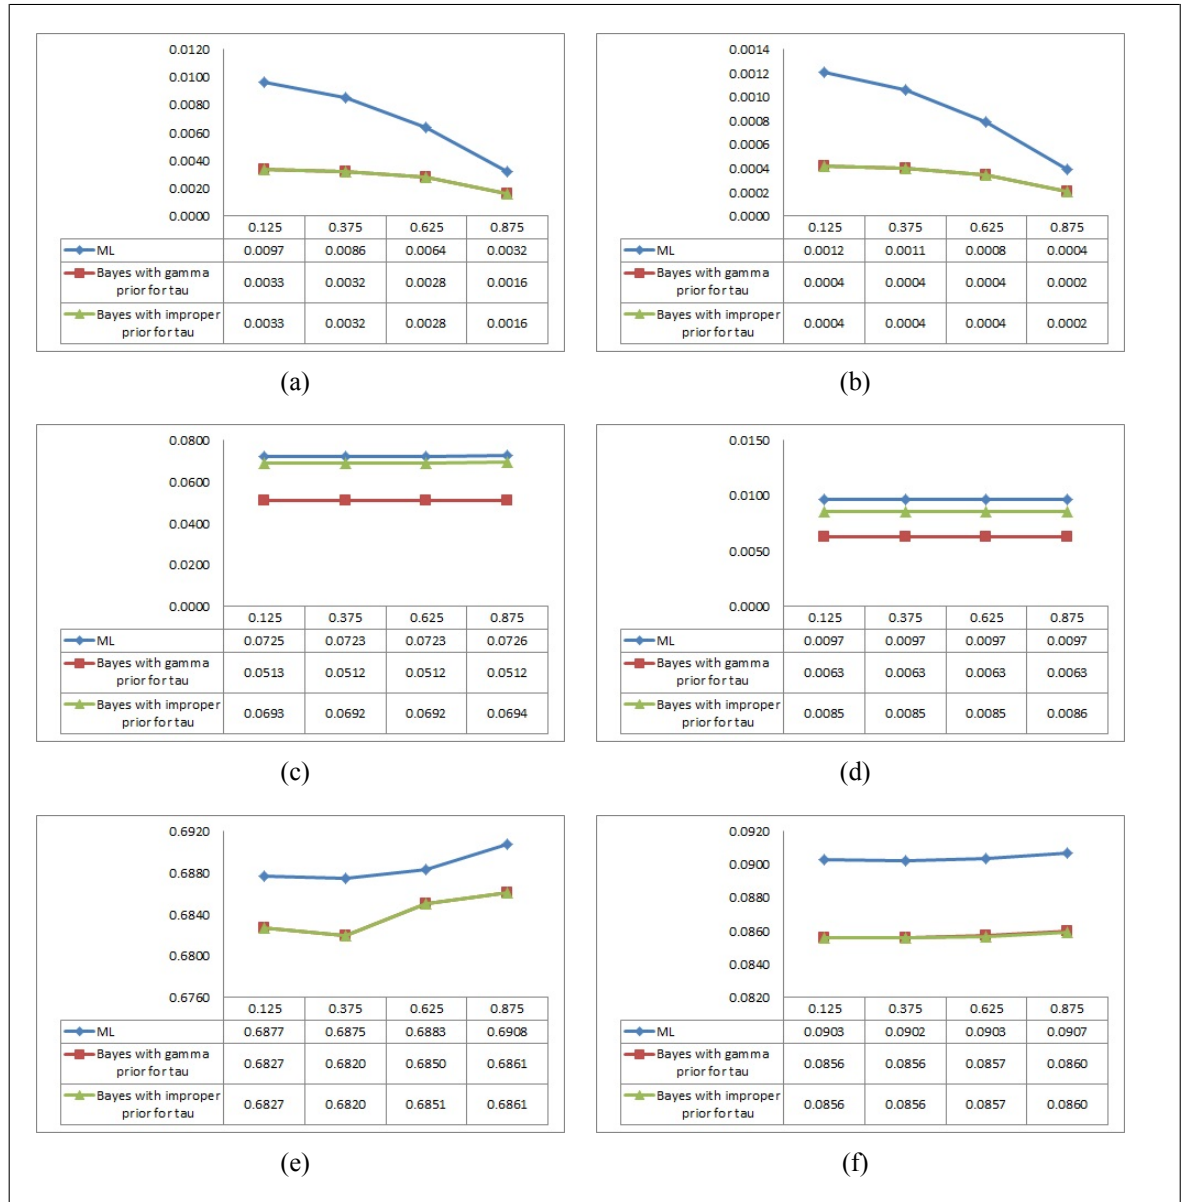 0.0120
0.0100
0.0080
0.0060
0.0040
0.0020
0.0000
0.125 0.375 0.625 0.875
ML 0.0097 0.0086 0.0064 0.0032
Bayes with gamma
prior for tau 0.0033 0.0032 0.0028 0.0016
Bayes with improper
prior for tau 0.0033 0.0032 0.0028 0.0016
(a)
0.0014
0.0012
0.0010
0.0008
0.0006
0.0004
0.0002
0.0000
0.125 0.375 0.625 0.875
ML 0.0012 0.0011 0.0008 0.0004
Bayes with gamma
prior for tau 0.0004 0.0004 0.0004 0.0002
Bayes with improper
prior for tau 0.0004 0.0004 0.0004 0.0002
(b)
0.0800
0.0600
0.0400
0.0200
0.0000
0.125 0.375 0.625 0.875
ML 0.0725 0.0723 0.0723 0.0726
Bayes with gamma
prior for tau 0.0513 0.0512 0.0512 0.0512
Bayes with improper
prior for tau 0.0693 0.0692 0.0692 0.0694
(c)
0.0150
0.0100
0.0050
0.0000
0.125 0.375 0.625 0.875
ML 0.0097 0.0097 0.0097 0.0097
Bayes with gamma
prior for tau 0.0063 0.0063 0.0063 0.0063
Bayes with improper
prior for tau 0.0085 0.0085 0.0085 0.0086
(d)
0.6920
0.6880
0.6840
0.6800
0.6760
0.125 0.375 0.625 0.875
ML 0.6877 0.6875 0.6883 0.6908
Bayes with gamma
prior for tau 0.6827 0.6820 0.6850 0.6861
Bayes with improper
prior for tau 0.6827 0.6820 0.6851 0.6861
(e)
0.0920
0.0900
0.0880
0.0860
0.0840
0.0820
0.125 0.375 0.625 0.875
ML 0.0903 0.0902 0.0903 0.0907
Bayes with gamma
prior for tau 0.0856 0.0856 0.0857 0.0860
Bayes with improper
prior for tau 0.0856 0.0856 0.0857 0.0860
(f)